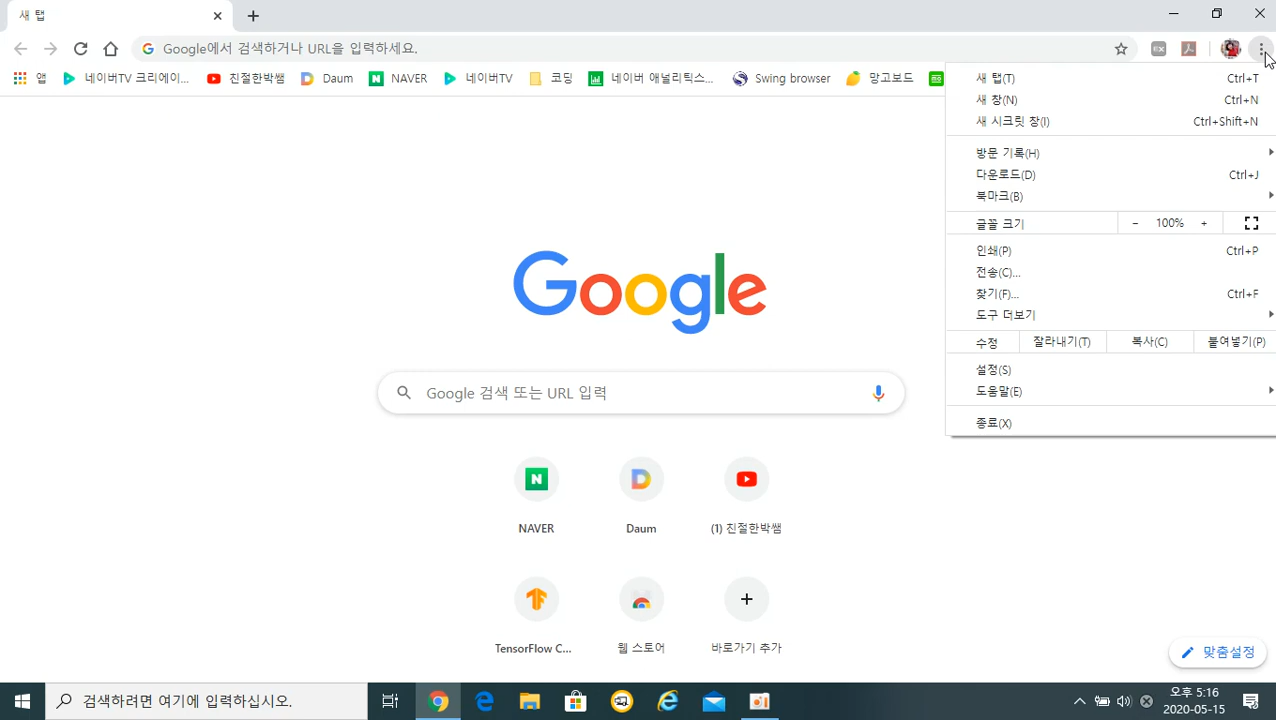 새 탭
Google에서 검색하거나 URL을 입력하세요.
앱 네이버TV 크리에이... 친절한박쌤 Daum NAVER 네이버TV 코딩 네이버 애널리틱스... Swing browser 망고보드
새 탭(T) Ctrl+T
새 창(N) Ctrl+N
새 시크릿 창(I) Ctrl+Shift+N
방문 기록(H)
다운로드(D) Ctrl+J
북마크(B)
글꼴 크기 - 100% +
인쇄(P) Ctrl+P
전송(C)...
찾기(F)... Ctrl+F
도구 더보기
수정 잘라내기(T) 복사(C) 붙여넣기(P)
설정(S)
도움말(E)
종료(X)
Google
Google 검색 또는 URL 입력
NAVER Daum (1) 친절한박쌤
TensorFlow C... 웹 스토어 바로가기 추가
맞춤설정
검색하려면 여기에 입력하십시오.
오후 5:16
2020-05-15